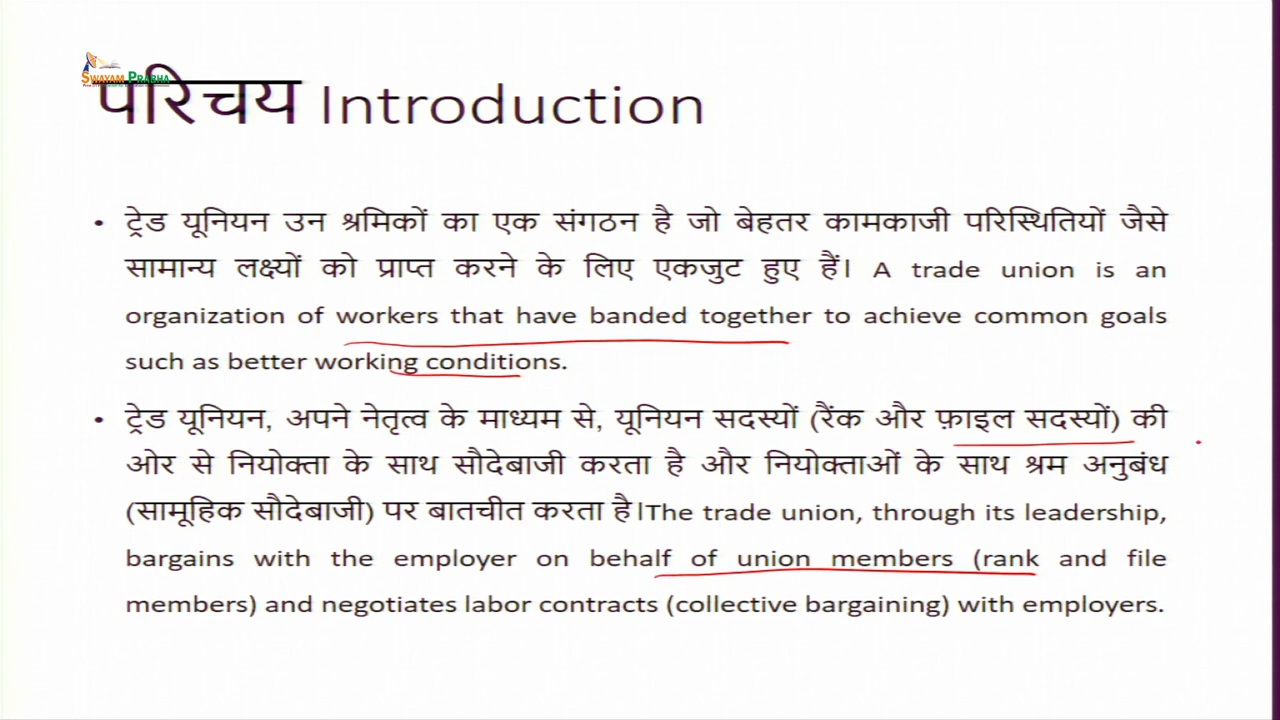 SWAYAM PRABHA
परिचय Introduction
• ट्रेड यूनियन उन श्रमिकों का एक संगठन है जो बेहतर कामकाजी परिस्थितियों जैसे
सामान्य लक्ष्यों को प्राप्त करने के लिए एकजुट हुए हैं। A trade union is an
organization of workers that have banded together to achieve common goals
such as better working conditions.
• ट्रेड यूनियन, अपने नेतृत्व के माध्यम से, यूनियन सदस्यों (रैंक और फ़ाइल सदस्यों) की
ओर से नियोक्ता के साथ सौदेबाजी करता है और नियोक्ताओं के साथ श्रम अनुबंध
(सामूहिक सौदेबाजी) पर बातचीत करता है।The trade union, through its leadership,
bargains with the employer on behalf of union members (rank and file
members) and negotiates labor contracts (collective bargaining) with employers.